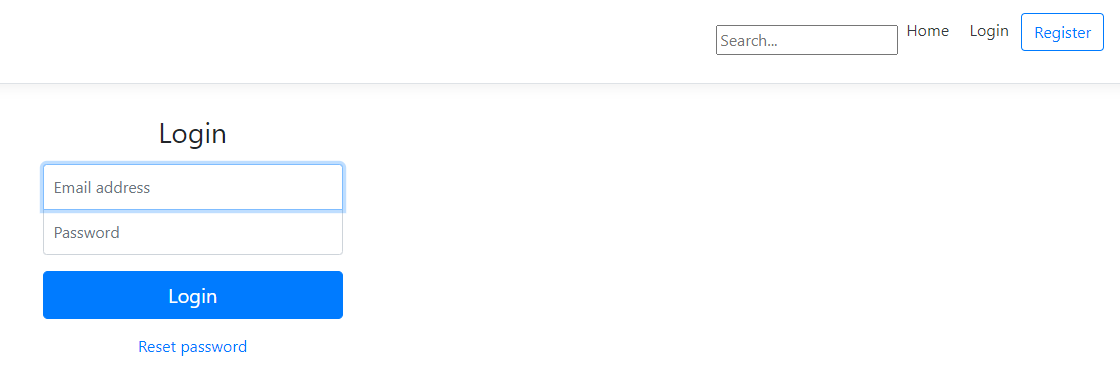 Search... Home Login Register
Login
Email address
Password
Login
Reset password